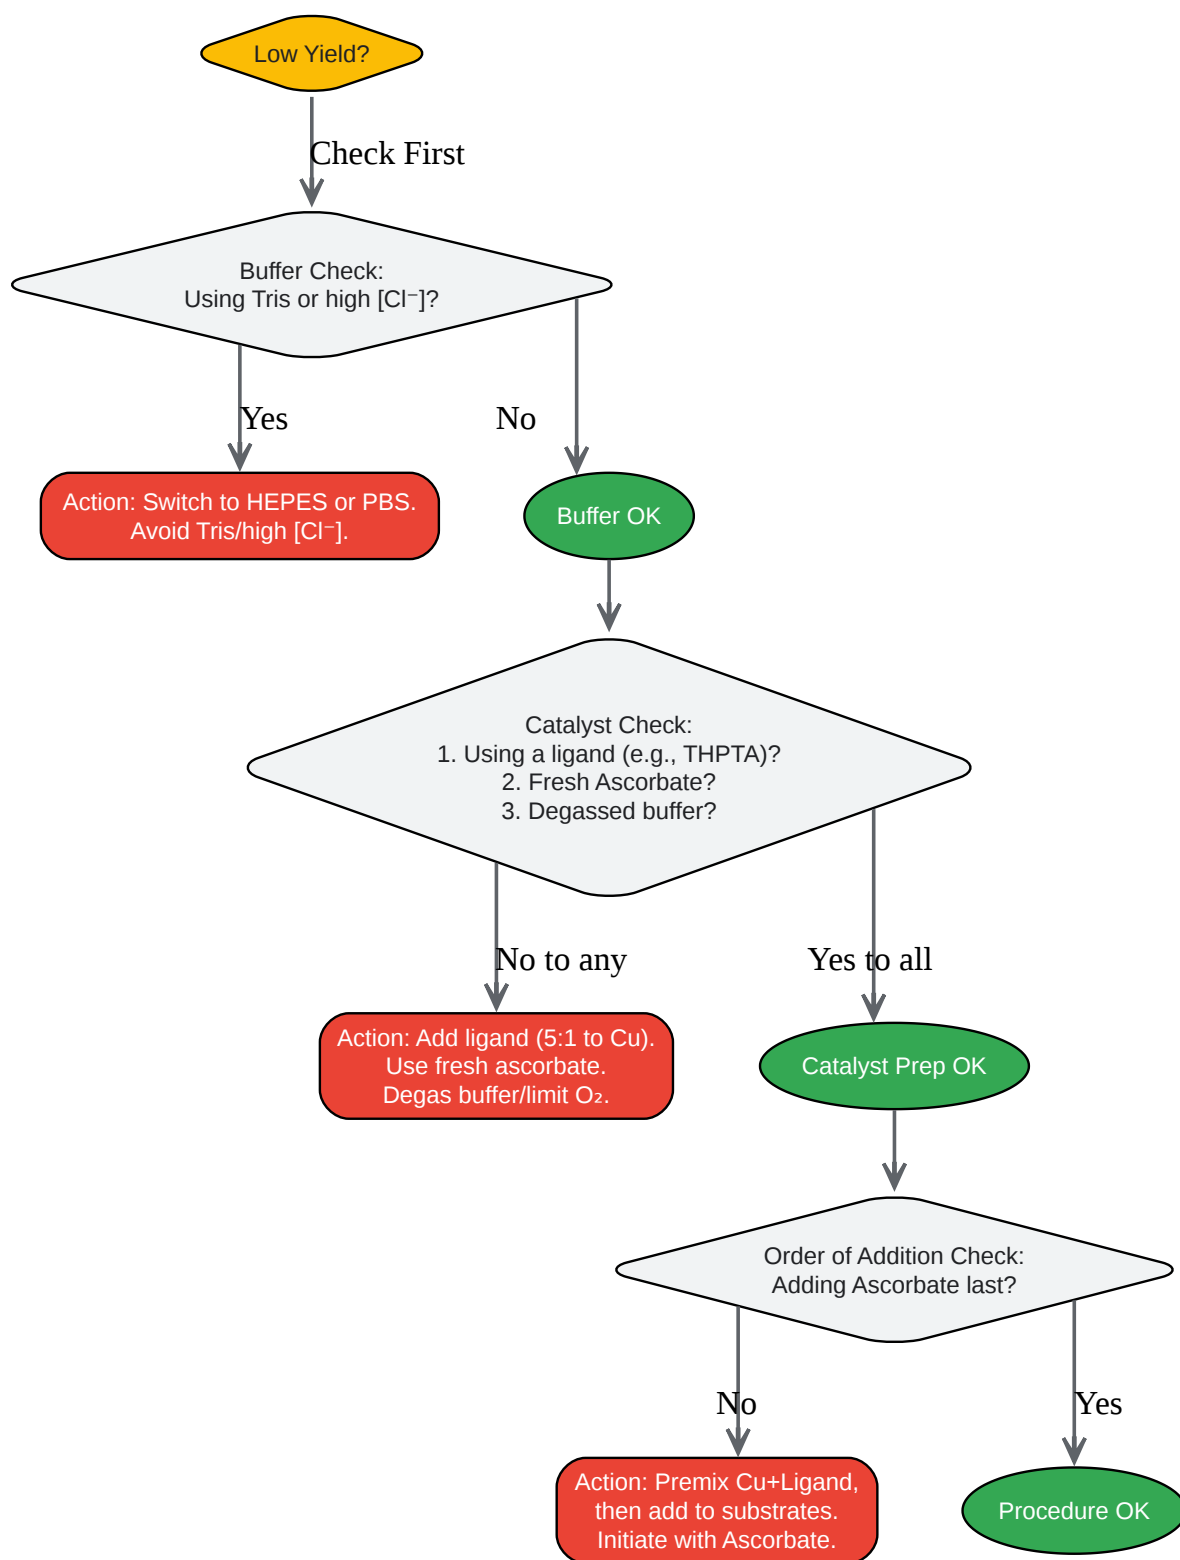 Low Yield?
Check First
Buffer Check:
Using Tris or high [Cl⁻]?
Yes
No
Action: Switch to HEPES or PBS.
Avoid Tris/high [Cl⁻].
Buffer OK
Catalyst Check:
1. Using a ligand (e.g., THPTA)?
2. Fresh Ascorbate?
3. Degassed buffer?
No to any
Yes to all
Action: Add ligand (5:1 to Cu).
Use fresh ascorbate.
Degas buffer/limit O₂.
Catalyst Prep OK
Order of Addition Check:
Adding Ascorbate last?
No
Yes
Action: Premix Cu+Ligand,
then add to substrates.
Initiate with Ascorbate.
Procedure OK